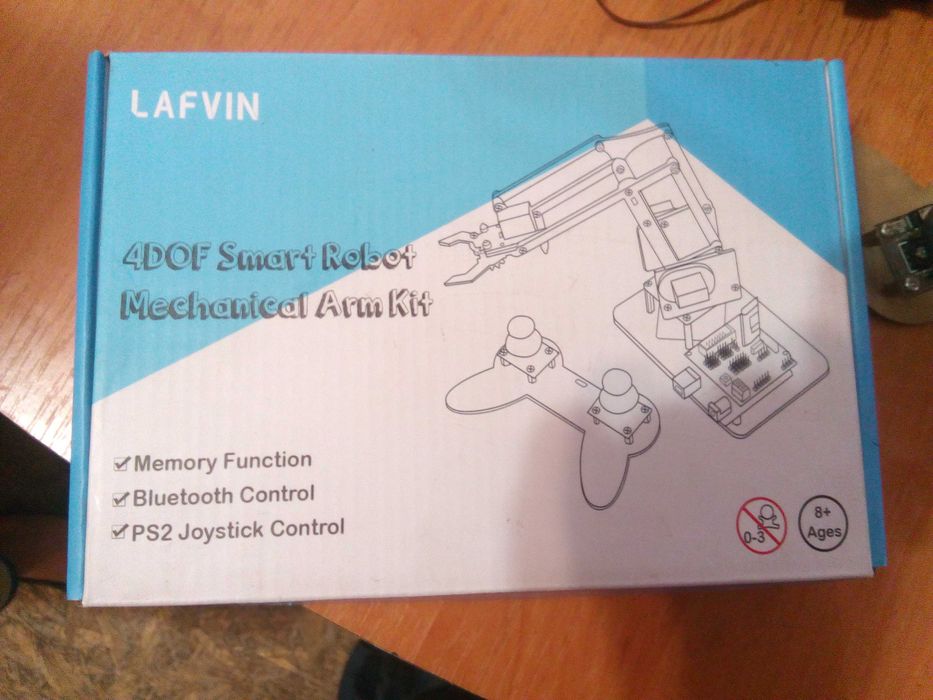 LAFVIN
4DOF Smart Robot
Mechanical Arm Kit
Memory Function
Bluetooth Control
PS2 Joystick Control
0-3
8+
Ages